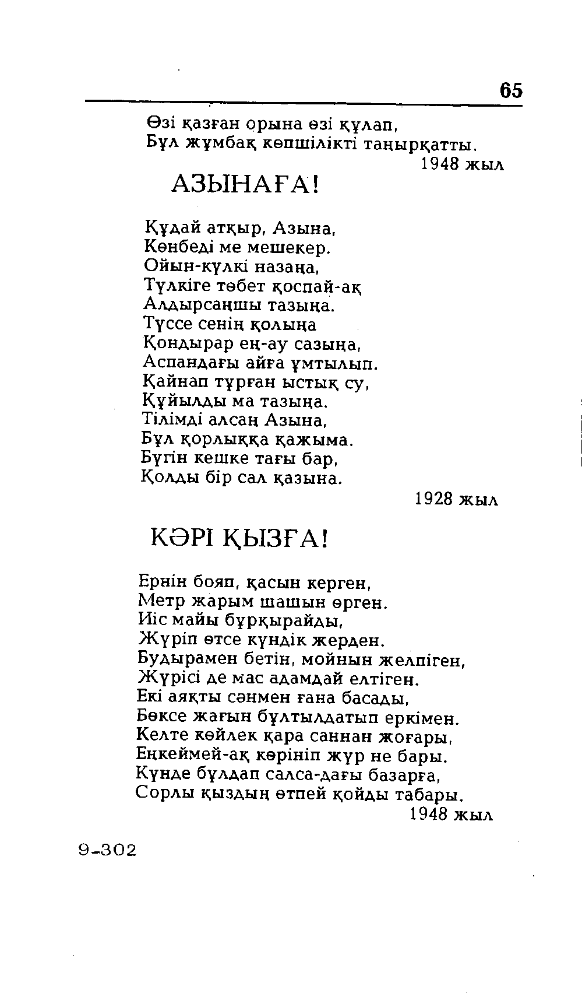 65
Өзі қазған орына өзі құлап,
Бұл жұмбақ көпшілікті таңырқатты.
1948 жыл
АЗЫНАҒА!
Құдай атқыр, Азына,
Көнбеді ме мешекер.
Ойын-күлкі назаңа,
Түлкіге төбет қоспай-ақ
Алдырсаңшы тазыңа.
Түссе сенің қолыңа
Қондырар ең-ау сазыңа,
Аспандағы айға ұмтылып.
Қайнап тұрған ыстық су,
Құйылды ма тазыңа.
Тілімді алсаң Азына,
Бұл қорлыққа қажыма.
Бүгін кешке тағы бар,
Қолды бір сал қазына.
1928 жыл
КӘРІ ҚЫЗҒА!
Ернін бояп, қасын керген,
Метр жарым шашын өрген.
Иіс майы бұрқырайды,
Жүріп өтсе күндік жерден.
Будырамен бетін, мойнын желпіген,
Жүрісі де мас адамдай елтіген.
Екі аяқты сәнмен ғана басады,
Бөксе жағын бұлтылдатып еркімен.
Келте көйлек қара саннан жоғары,
Еңкеймей-ақ көрініп жүр не бары.
Күнде бұлдап салса-дағы базарға,
Сорлы қыздың өтпей қойды табары.
1948 жыл
9-302